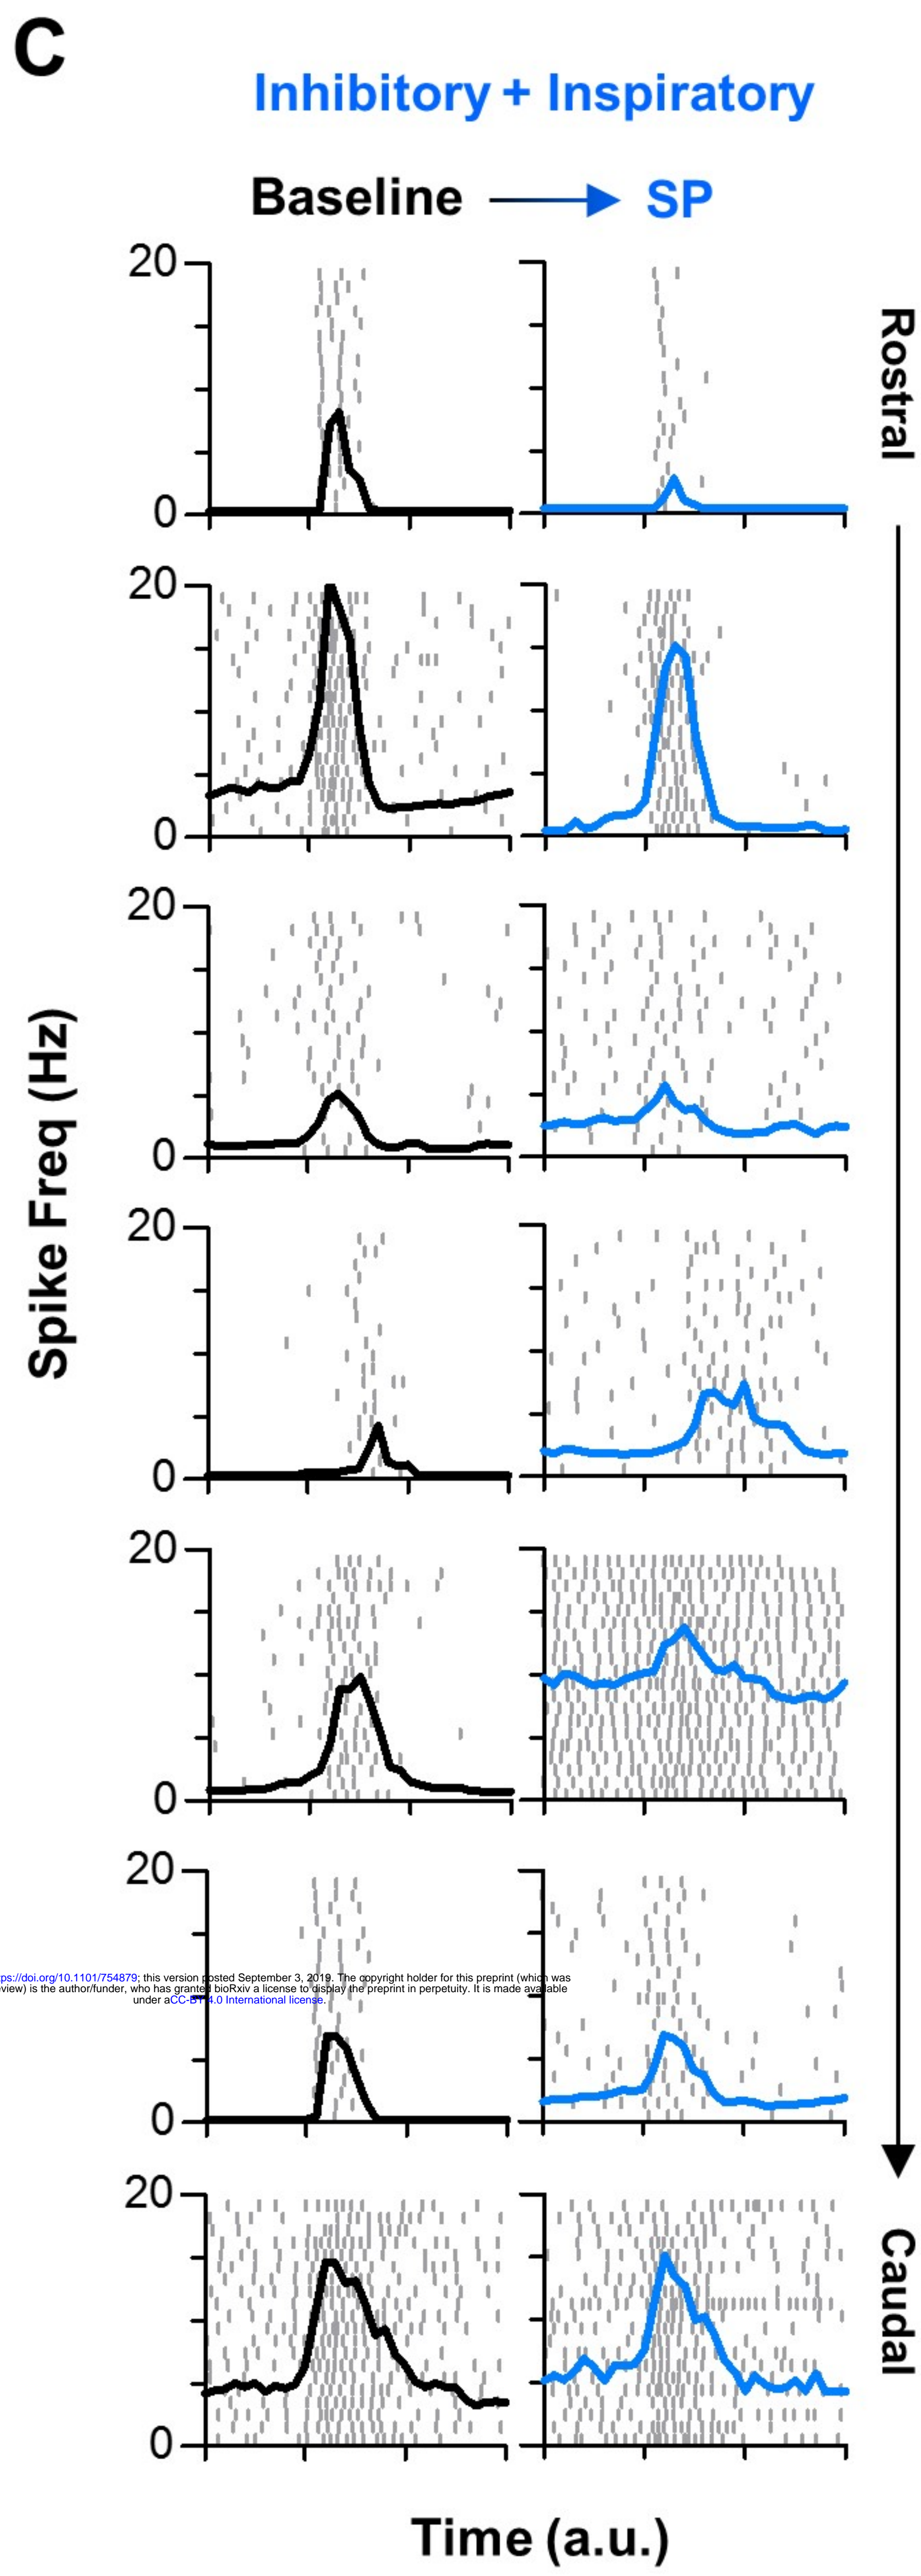 C
Inhibitory + Inspiratory
Baseline SP
20
0
20
0
20
0
20
0
20
0
20
0
20
0
Spike Freq (Hz)
Rostral
Caudal
ps://doi.org/10.1101/754879; this version posted September 3, 2019. The copyright holder for this preprint (which was
view) is the author/funder, who has granted bioRxiv a license to display the preprint in perpetuity. It is made available
under aCC-BY 4.0 International license.
Time (a.u.)